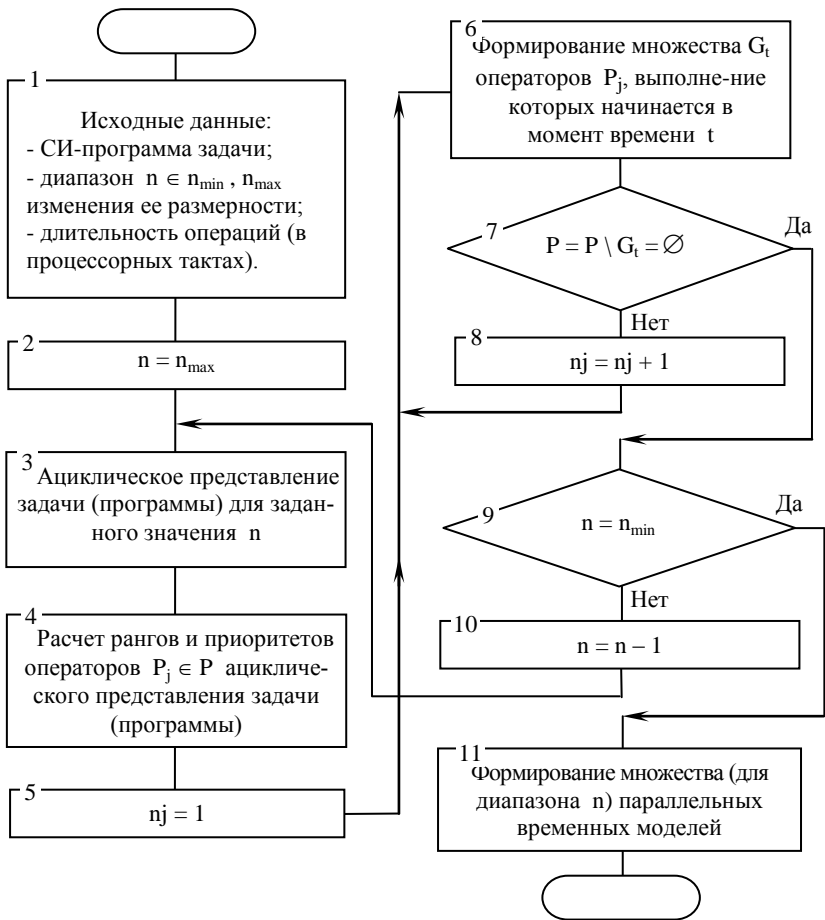 1
Исходные данные:
- СИ-программа задачи;
- диапазон n ∈ n_min , n_max
изменения ее размерности;
- длительность операций (в
процессорных тактах).
2
n = n_max
3
Ациклическое представление
задачи (программы) для задан-
ного значения n
4
Расчет рангов и приоритетов
операторов P_j ∈ P ацикличе-
ского представления задачи
(программы)
5
nj = 1
6
Формирование множества G_t
операторов P_j, выполне-ние
которых начинается в
момент времени t
7
P = P \ G_t = ∅
Да
Нет
8
nj = nj + 1
9
n = n_min
Да
Нет
10
n = n − 1
11
Формирование множества (для
диапазона n) параллельных
временных моделей